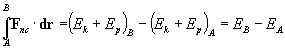 ∫_A^B F_nc · dr = (E_k + E_p)_B − (E_k + E_p)_A = E_B − E_A